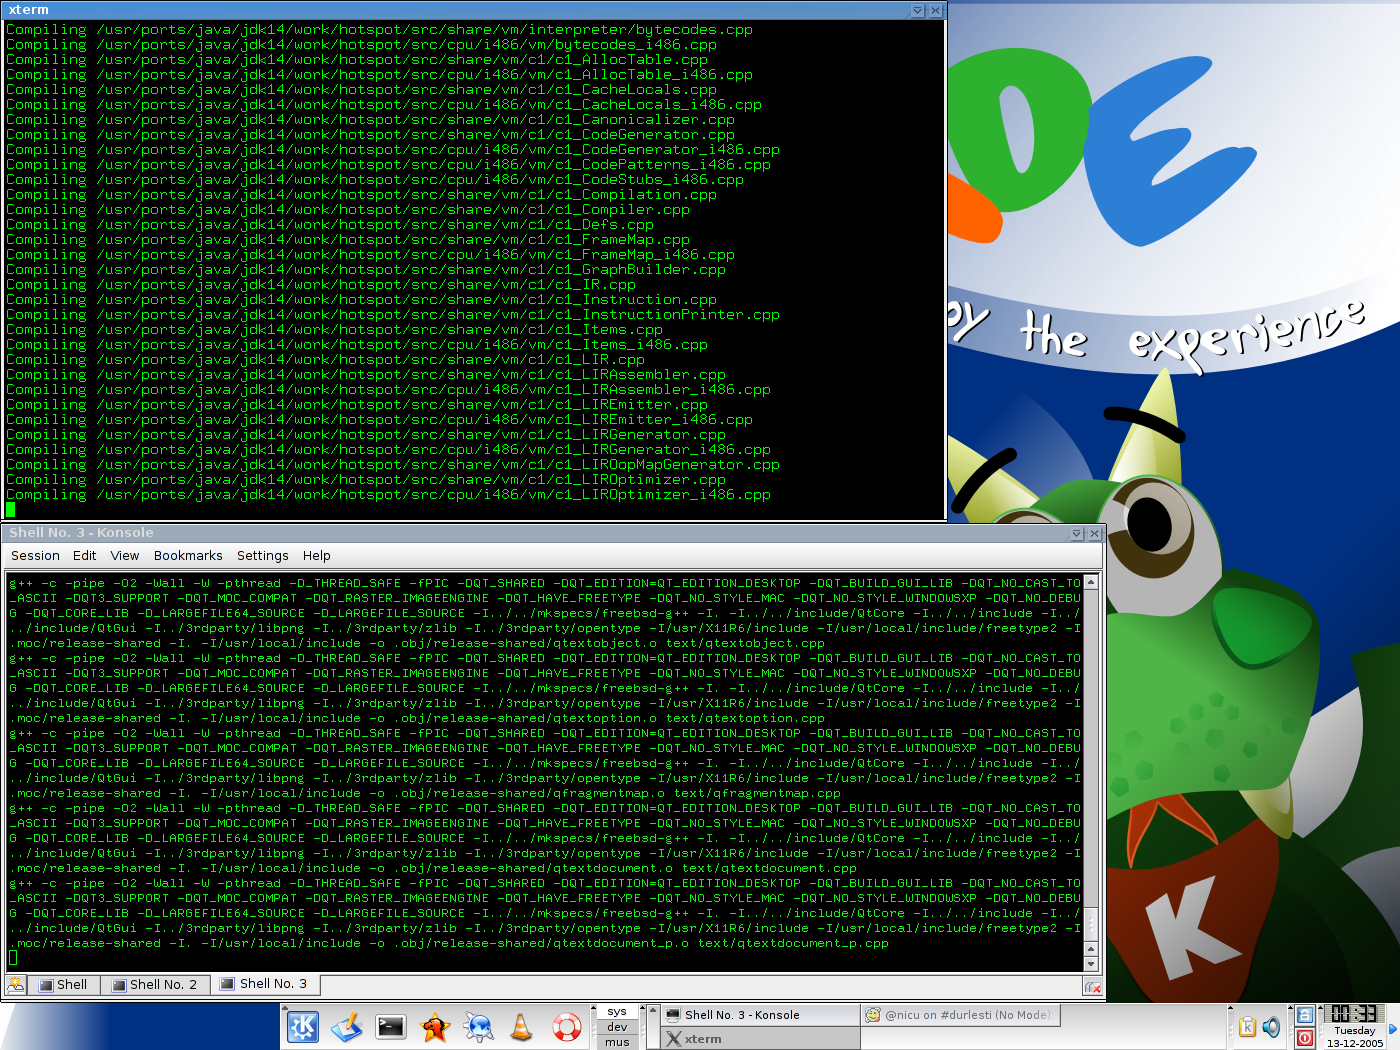 xterm
Compiling /usr/ports/java/jdk14/work/hotspot/src/share/vm/interpreter/bytecodes.cpp
Compiling /usr/ports/java/jdk14/work/hotspot/src/cpu/i486/vm/bytecodes_i486.cpp
Compiling /usr/ports/java/jdk14/work/hotspot/src/share/vm/c1/c1_AllocTable.cpp
Compiling /usr/ports/java/jdk14/work/hotspot/src/cpu/i486/vm/c1_AllocTable_i486.cpp
Compiling /usr/ports/java/jdk14/work/hotspot/src/share/vm/c1/c1_CacheLocals.cpp
Compiling /usr/ports/java/jdk14/work/hotspot/src/cpu/i486/vm/c1_CacheLocals_i486.cpp
Compiling /usr/ports/java/jdk14/work/hotspot/src/share/vm/c1/c1_Canonicalizer.cpp
Compiling /usr/ports/java/jdk14/work/hotspot/src/share/vm/c1/c1_CodeGenerator.cpp
Compiling /usr/ports/java/jdk14/work/hotspot/src/cpu/i486/vm/c1_CodeGenerator_i486.cpp
Compiling /usr/ports/java/jdk14/work/hotspot/src/cpu/i486/vm/c1_CodePatterns_i486.cpp
Compiling /usr/ports/java/jdk14/work/hotspot/src/cpu/i486/vm/c1_CodeStubs_i486.cpp
Compiling /usr/ports/java/jdk14/work/hotspot/src/share/vm/c1/c1_Compilation.cpp
Compiling /usr/ports/java/jdk14/work/hotspot/src/share/vm/c1/c1_Compiler.cpp
Compiling /usr/ports/java/jdk14/work/hotspot/src/share/vm/c1/c1_Defs.cpp
Compiling /usr/ports/java/jdk14/work/hotspot/src/share/vm/c1/c1_FrameMap.cpp
Compiling /usr/ports/java/jdk14/work/hotspot/src/cpu/i486/vm/c1_FrameMap_i486.cpp
Compiling /usr/ports/java/jdk14/work/hotspot/src/share/vm/c1/c1_GraphBuilder.cpp
Compiling /usr/ports/java/jdk14/work/hotspot/src/share/vm/c1/c1_IR.cpp
Compiling /usr/ports/java/jdk14/work/hotspot/src/share/vm/c1/c1_Instruction.cpp
Compiling /usr/ports/java/jdk14/work/hotspot/src/share/vm/c1/c1_InstructionPrinter.cpp
Compiling /usr/ports/java/jdk14/work/hotspot/src/share/vm/c1/c1_Items.cpp
Compiling /usr/ports/java/jdk14/work/hotspot/src/cpu/i486/vm/c1_Items_i486.cpp
Compiling /usr/ports/java/jdk14/work/hotspot/src/share/vm/c1/c1_LIR.cpp
Compiling /usr/ports/java/jdk14/work/hotspot/src/share/vm/c1/c1_LIRAssembler.cpp
Compiling /usr/ports/java/jdk14/work/hotspot/src/cpu/i486/vm/c1_LIRAssembler_i486.cpp
Compiling /usr/ports/java/jdk14/work/hotspot/src/share/vm/c1/c1_LIREmitter.cpp
Compiling /usr/ports/java/jdk14/work/hotspot/src/cpu/i486/vm/c1_LIREmitter_i486.cpp
Compiling /usr/ports/java/jdk14/work/hotspot/src/share/vm/c1/c1_LIRGenerator.cpp
Compiling /usr/ports/java/jdk14/work/hotspot/src/cpu/i486/vm/c1_LIRGenerator_i486.cpp
Compiling /usr/ports/java/jdk14/work/hotspot/src/share/vm/c1/c1_LIROopMapGenerator.cpp
Compiling /usr/ports/java/jdk14/work/hotspot/src/share/vm/c1/c1_LIROptimizer.cpp
Compiling /usr/ports/java/jdk14/work/hotspot/src/cpu/i486/vm/c1_LIROptimizer_i486.cpp
DE
oy the experience
K
Shell No. 3 - Konsole
Session Edit View Bookmarks Settings Help
g++ -c -pipe -O2 -Wall -W -pthread -D_THREAD_SAFE -fPIC -DQT_SHARED -DQT_EDITION=QT_EDITION_DESKTOP -DQT_BUILD_GUI_LIB -DQT_NO_CAST_TO
_ASCII -DQT3_SUPPORT -DQT_MOC_COMPAT -DQT_RASTER_IMAGEENGINE -DQT_HAVE_FREETYPE -DQT_NO_STYLE_MAC -DQT_NO_STYLE_WINDOWSXP -DQT_NO_DEBU
G -DQT_CORE_LIB -D_LARGEFILE64_SOURCE -D_LARGEFILE_SOURCE -I../../mkspecs/freebsd-g++ -I. -I../../include/QtCore -I../../include -I../
../include/QtGui -I../3rdparty/libpng -I../3rdparty/zlib -I../3rdparty/opentype -I/usr/X11R6/include -I/usr/local/include/freetype2 -I
.moc/release-shared -I. -I/usr/local/include -o .obj/release-shared/qtextobject.o text/qtextobject.cpp
g++ -c -pipe -O2 -Wall -W -pthread -D_THREAD_SAFE -fPIC -DQT_SHARED -DQT_EDITION=QT_EDITION_DESKTOP -DQT_BUILD_GUI_LIB -DQT_NO_CAST_TO
_ASCII -DQT3_SUPPORT -DQT_MOC_COMPAT -DQT_RASTER_IMAGEENGINE -DQT_HAVE_FREETYPE -DQT_NO_STYLE_MAC -DQT_NO_STYLE_WINDOWSXP -DQT_NO_DEBU
G -DQT_CORE_LIB -D_LARGEFILE64_SOURCE -D_LARGEFILE_SOURCE -I../../mkspecs/freebsd-g++ -I. -I../../include/QtCore -I../../include -I../
../include/QtGui -I../3rdparty/libpng -I../3rdparty/zlib -I../3rdparty/opentype -I/usr/X11R6/include -I/usr/local/include/freetype2 -I
.moc/release-shared -I. -I/usr/local/include -o .obj/release-shared/qtextoption.o text/qtextoption.cpp
g++ -c -pipe -O2 -Wall -W -pthread -D_THREAD_SAFE -fPIC -DQT_SHARED -DQT_EDITION=QT_EDITION_DESKTOP -DQT_BUILD_GUI_LIB -DQT_NO_CAST_TO
_ASCII -DQT3_SUPPORT -DQT_MOC_COMPAT -DQT_RASTER_IMAGEENGINE -DQT_HAVE_FREETYPE -DQT_NO_STYLE_MAC -DQT_NO_STYLE_WINDOWSXP -DQT_NO_DEBU
G -DQT_CORE_LIB -D_LARGEFILE64_SOURCE -D_LARGEFILE_SOURCE -I../../mkspecs/freebsd-g++ -I. -I../../include/QtCore -I../../include -I../
../include/QtGui -I../3rdparty/libpng -I../3rdparty/zlib -I../3rdparty/opentype -I/usr/X11R6/include -I/usr/local/include/freetype2 -I
.moc/release-shared -I. -I/usr/local/include -o .obj/release-shared/qfragmentmap.o text/qfragmentmap.cpp
g++ -c -pipe -O2 -Wall -W -pthread -D_THREAD_SAFE -fPIC -DQT_SHARED -DQT_EDITION=QT_EDITION_DESKTOP -DQT_BUILD_GUI_LIB -DQT_NO_CAST_TO
_ASCII -DQT3_SUPPORT -DQT_MOC_COMPAT -DQT_RASTER_IMAGEENGINE -DQT_HAVE_FREETYPE -DQT_NO_STYLE_MAC -DQT_NO_STYLE_WINDOWSXP -DQT_NO_DEBU
G -DQT_CORE_LIB -D_LARGEFILE64_SOURCE -D_LARGEFILE_SOURCE -I../../mkspecs/freebsd-g++ -I. -I../../include/QtCore -I../../include -I../
../include/QtGui -I../3rdparty/libpng -I../3rdparty/zlib -I../3rdparty/opentype -I/usr/X11R6/include -I/usr/local/include/freetype2 -I
.moc/release-shared -I. -I/usr/local/include -o .obj/release-shared/qtextdocument.o text/qtextdocument.cpp
g++ -c -pipe -O2 -Wall -W -pthread -D_THREAD_SAFE -fPIC -DQT_SHARED -DQT_EDITION=QT_EDITION_DESKTOP -DQT_BUILD_GUI_LIB -DQT_NO_CAST_TO
_ASCII -DQT3_SUPPORT -DQT_MOC_COMPAT -DQT_RASTER_IMAGEENGINE -DQT_HAVE_FREETYPE -DQT_NO_STYLE_MAC -DQT_NO_STYLE_WINDOWSXP -DQT_NO_DEBU
G -DQT_CORE_LIB -D_LARGEFILE64_SOURCE -D_LARGEFILE_SOURCE -I../../mkspecs/freebsd-g++ -I. -I../../include/QtCore -I../../include -I../
../include/QtGui -I../3rdparty/libpng -I../3rdparty/zlib -I../3rdparty/opentype -I/usr/X11R6/include -I/usr/local/include/freetype2 -I
.moc/release-shared -I. -I/usr/local/include -o .obj/release-shared/qtextdocument_p.o text/qtextdocument_p.cpp
Shell Shell No. 2 Shell No. 3
sys
dev
mus
Shell No. 3 - Konsole
@nicu on #durlesti (No Mode)
xterm
00:33
Tuesday
13-12-2005